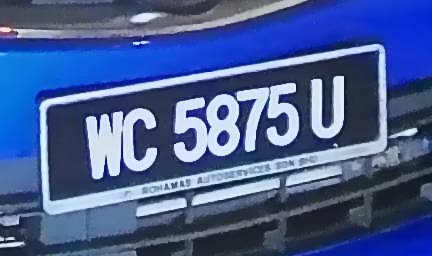 WC 5875 U
ROHAMAS AUTOSERVICES SDN BHD